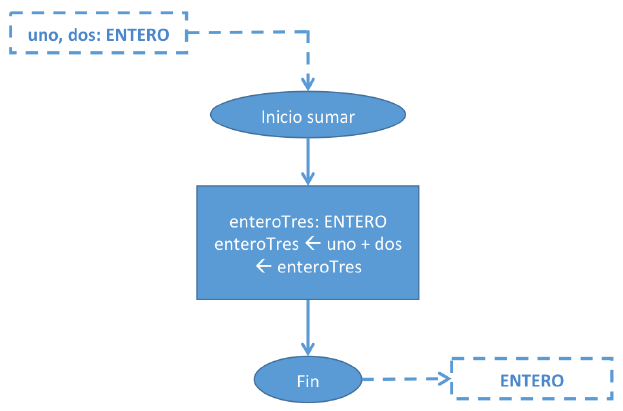 uno, dos: ENTERO
Inicio sumar
enteroTres: ENTERO
enteroTres ← uno + dos
← enteroTres
Fin
ENTERO